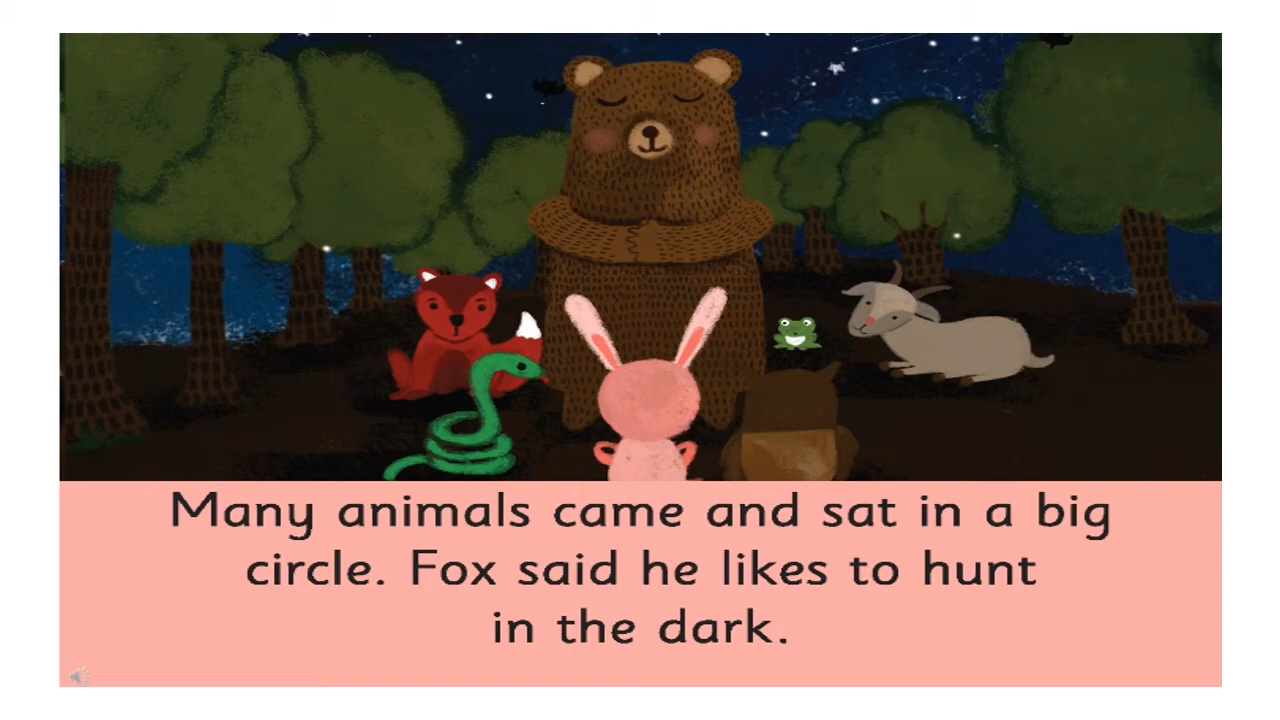 Many animals came and sat in a big
circle. Fox said he likes to hunt
in the dark.